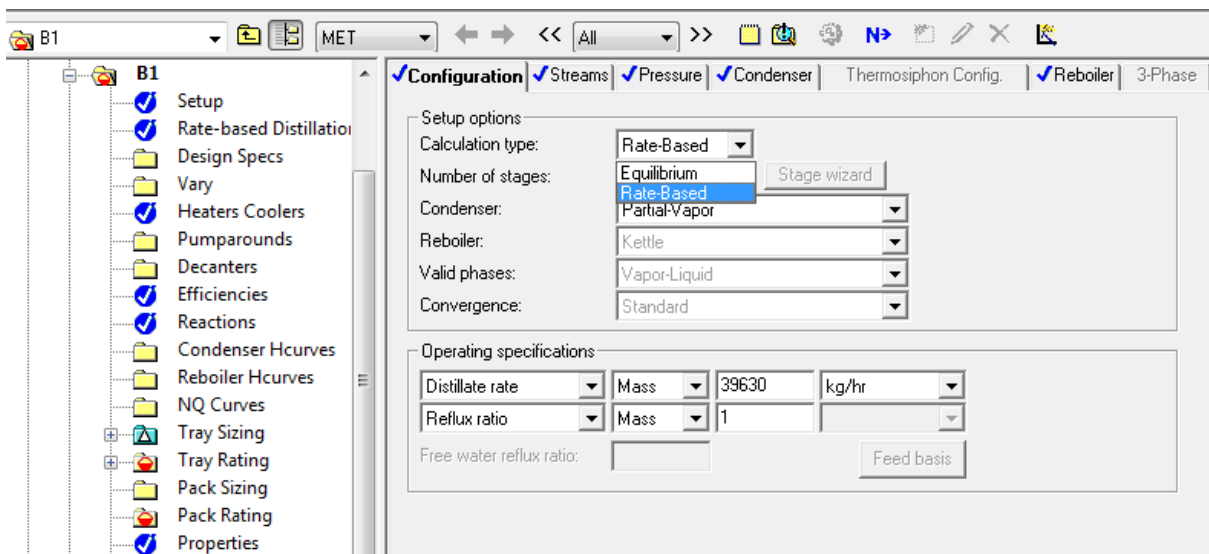 B1 MET << All >> N>
B1
Setup
Rate-based Distillation
Design Specs
Vary
Heaters Coolers
Pumparounds
Decanters
Efficiencies
Reactions
Condenser Hcurves
Reboiler Hcurves
NQ Curves
Tray Sizing
Tray Rating
Pack Sizing
Pack Rating
Properties
Configuration Streams Pressure Condenser Thermosiphon Config. Reboiler 3-Phase
Setup options
Calculation type: Rate-Based
Equilibrium
Rate-Based
Number of stages: Stage wizard
Condenser: Partial-Vapor
Reboiler: Kettle
Valid phases: Vapor-Liquid
Convergence: Standard
Operating specifications
Distillate rate Mass 39630 kg/hr
Reflux ratio Mass 1
Free water reflux ratio: Feed basis